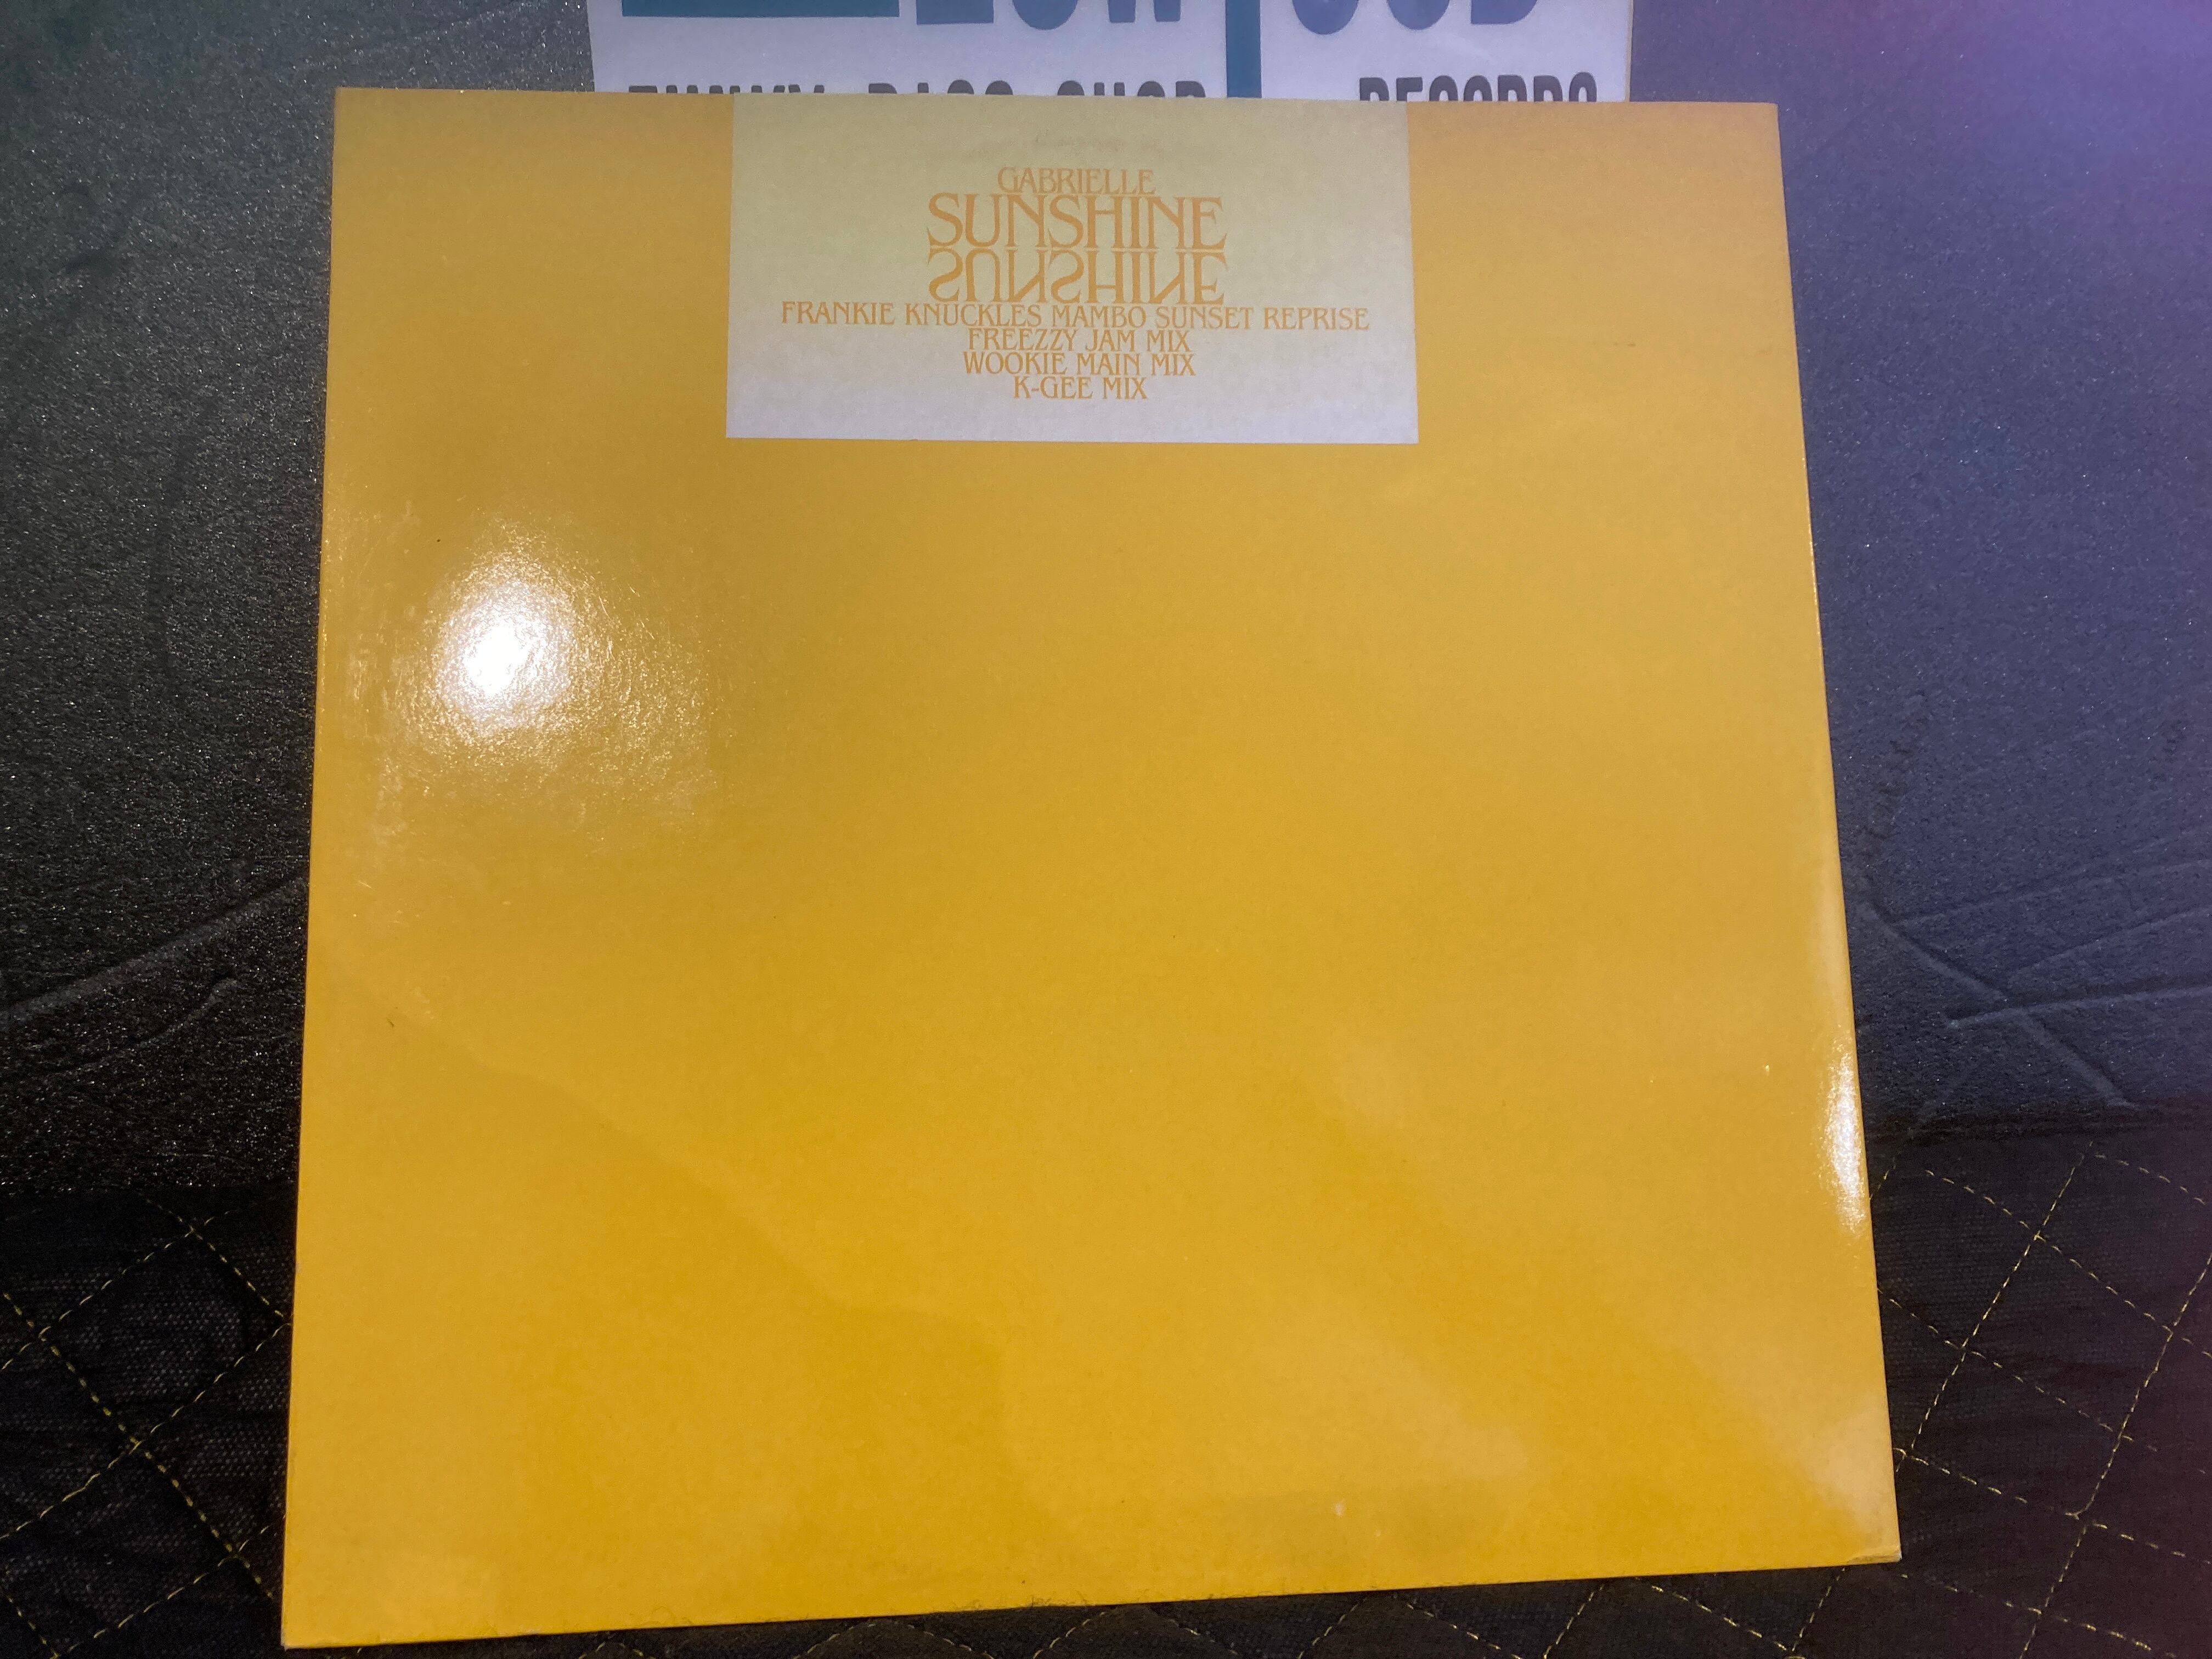 RECORDS
GABRIELLE
SUNSHINE
SUNSHINE
FRANKIE KNUCKLES MAMBO SUNSET REPRISE
FREEZZY JAM MIX
WOOKIE MAIN MIX
K-GEE MIX